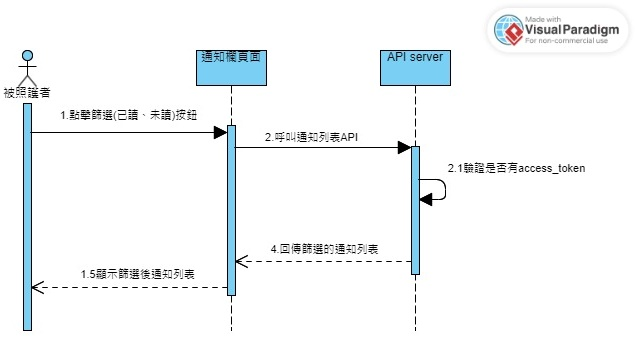 Made with
Visual Paradigm
For non-commercial use
通知欄頁面
API server
被照護者
1.點擊篩選(已讀、未讀)按鈕
2.呼叫通知列表API
2.1驗證是否有access_token
4.回傳篩選的通知列表
1.5顯示篩選後通知列表